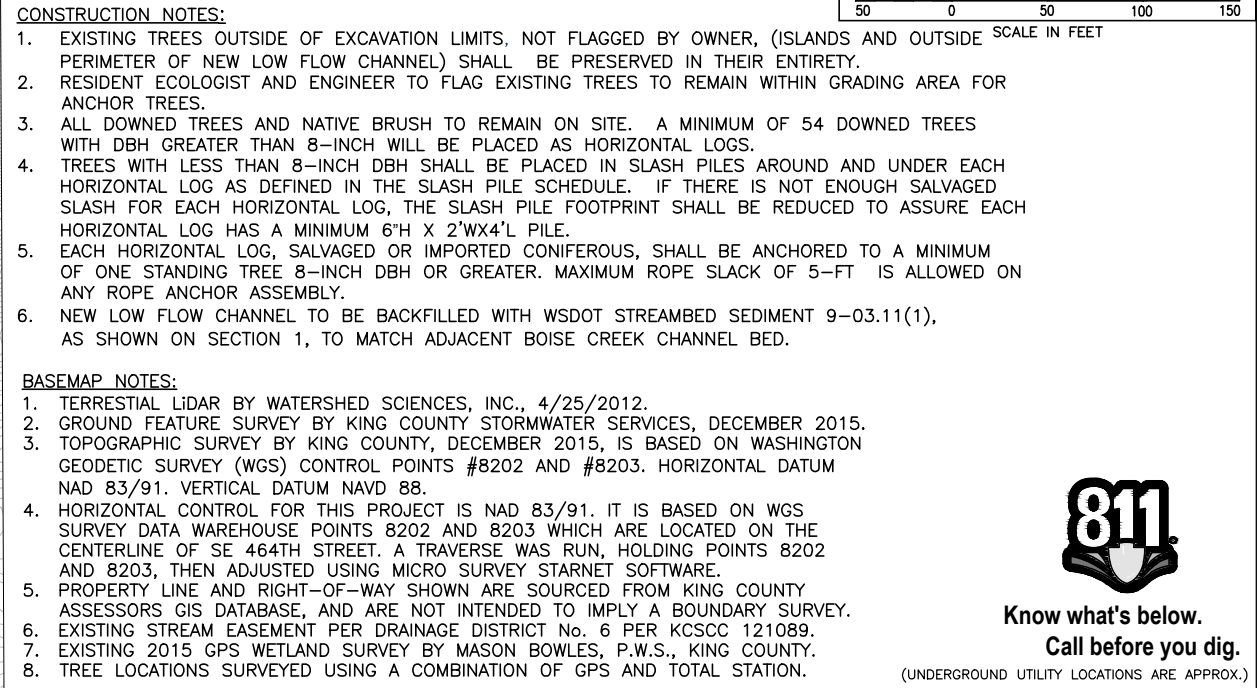 CONSTRUCTION NOTES:
50 0 50 100 150
SCALE IN FEET
1. EXISTING TREES OUTSIDE OF EXCAVATION LIMITS, NOT FLAGGED BY OWNER, (ISLANDS AND OUTSIDE
PERIMETER OF NEW LOW FLOW CHANNEL) SHALL BE PRESERVED IN THEIR ENTIRETY.
2. RESIDENT ECOLOGIST AND ENGINEER TO FLAG EXISTING TREES TO REMAIN WITHIN GRADING AREA FOR
ANCHOR TREES.
3. ALL DOWNED TREES AND NATIVE BRUSH TO REMAIN ON SITE. A MINIMUM OF 54 DOWNED TREES
WITH DBH GREATER THAN 8-INCH WILL BE PLACED AS HORIZONTAL LOGS.
4. TREES WITH LESS THAN 8-INCH DBH SHALL BE PLACED IN SLASH PILES AROUND AND UNDER EACH
HORIZONTAL LOG AS DEFINED IN THE SLASH PILE SCHEDULE. IF THERE IS NOT ENOUGH SALVAGED
SLASH FOR EACH HORIZONTAL LOG, THE SLASH PILE FOOTPRINT SHALL BE REDUCED TO ASSURE EACH
HORIZONTAL LOG HAS A MINIMUM 6"H X 2'WX4'L PILE.
5. EACH HORIZONTAL LOG, SALVAGED OR IMPORTED CONIFEROUS, SHALL BE ANCHORED TO A MINIMUM
OF ONE STANDING TREE 8-INCH DBH OR GREATER. MAXIMUM ROPE SLACK OF 5-FT IS ALLOWED ON
ANY ROPE ANCHOR ASSEMBLY.
6. NEW LOW FLOW CHANNEL TO BE BACKFILLED WITH WSDOT STREAMBED SEDIMENT 9-03.11(1),
AS SHOWN ON SECTION 1, TO MATCH ADJACENT BOISE CREEK CHANNEL BED.
BASEMAP NOTES:
1. TERRESTIAL LiDAR BY WATERSHED SCIENCES, INC., 4/25/2012.
2. GROUND FEATURE SURVEY BY KING COUNTY STORMWATER SERVICES, DECEMBER 2015.
3. TOPOGRAPHIC SURVEY BY KING COUNTY, DECEMBER 2015, IS BASED ON WASHINGTON
GEODETIC SURVEY (WGS) CONTROL POINTS #8202 AND #8203. HORIZONTAL DATUM
NAD 83/91. VERTICAL DATUM NAVD 88.
4. HORIZONTAL CONTROL FOR THIS PROJECT IS NAD 83/91. IT IS BASED ON WGS
SURVEY DATA WAREHOUSE POINTS 8202 AND 8203 WHICH ARE LOCATED ON THE
CENTERLINE OF SE 464TH STREET. A TRAVERSE WAS RUN, HOLDING POINTS 8202
AND 8203, THEN ADJUSTED USING MICRO SURVEY STARNET SOFTWARE.
5. PROPERTY LINE AND RIGHT-OF-WAY SHOWN ARE SOURCED FROM KING COUNTY
ASSESSORS GIS DATABASE, AND ARE NOT INTENDED TO IMPLY A BOUNDARY SURVEY.
6. EXISTING STREAM EASEMENT PER DRAINAGE DISTRICT No. 6 PER KCSCC 121089.
7. EXISTING 2015 GPS WETLAND SURVEY BY MASON BOWLES, P.W.S., KING COUNTY.
8. TREE LOCATIONS SURVEYED USING A COMBINATION OF GPS AND TOTAL STATION.
811
Know what's below.
Call before you dig.
(UNDERGROUND UTILITY LOCATIONS ARE APPROX.)